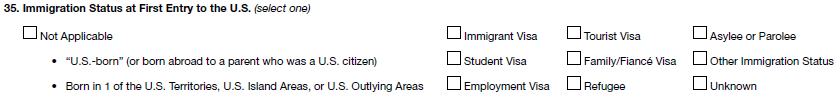 35. Immigration Status at First Entry to the U.S. (select one)
Not Applicable Immigrant Visa Tourist Visa Asylee or Parolee
• “U.S.-born” (or born abroad to a parent who was a U.S. citizen) Student Visa Family/Fiancé Visa Other Immigration Status
• Born in 1 of the U.S. Territories, U.S. Island Areas, or U.S. Outlying Areas Employment Visa Refugee Unknown